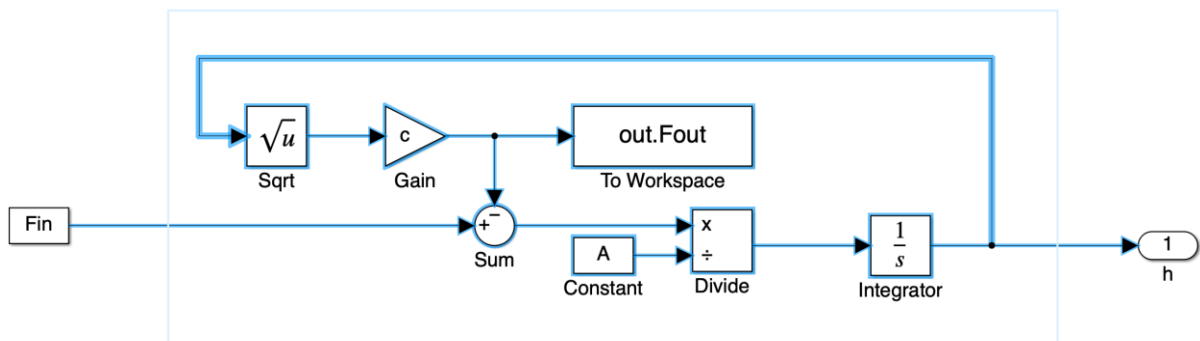 √u
c
out.Fout
Sqrt
Gain
To Workspace
Fin
+
−
x
÷
Sum
A
Constant
Divide
1
s
Integrator
1
h